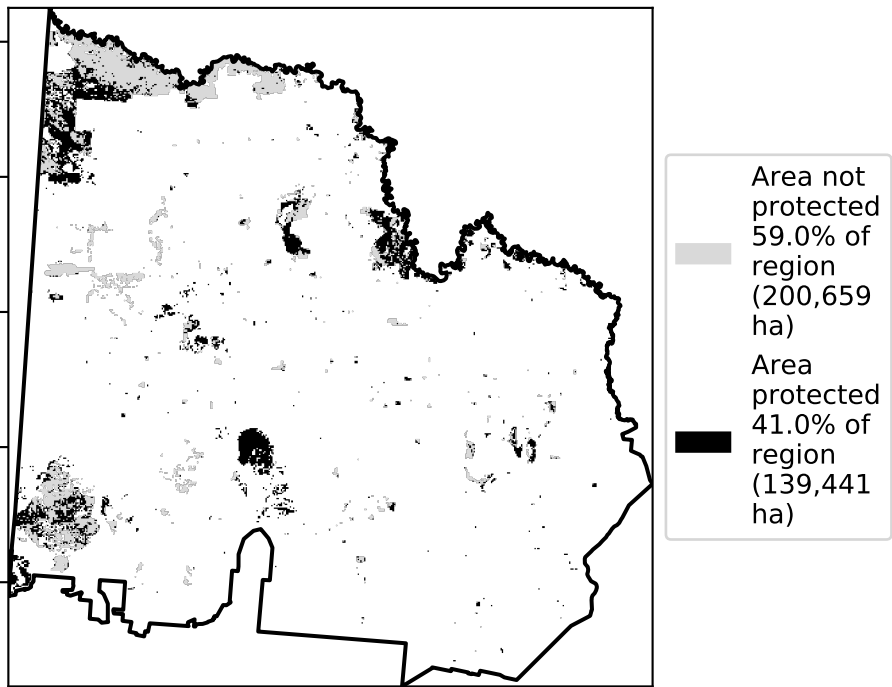 Area not
protected
59.0% of
region
(200,659
ha)
Area
protected
41.0% of
region
(139,441
ha)